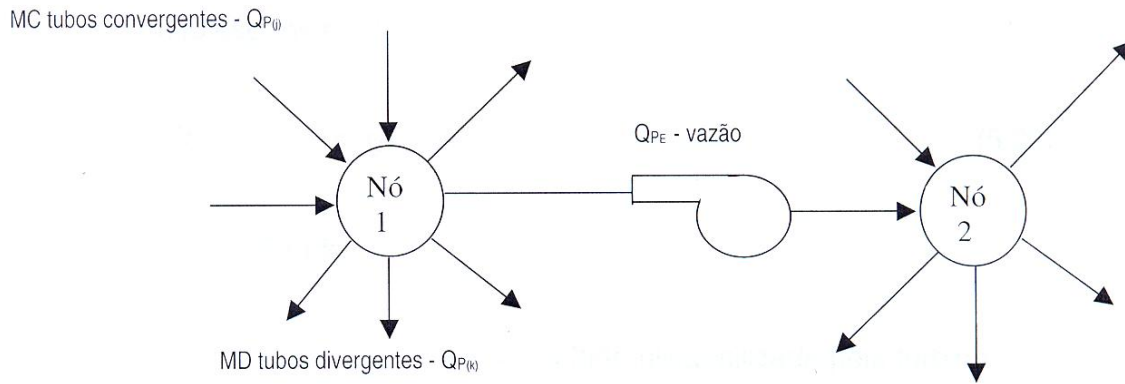 MC tubos convergentes - QP(j)
QPE - vazão
Nó
1
Nó
2
MD tubos divergentes - QP(k)